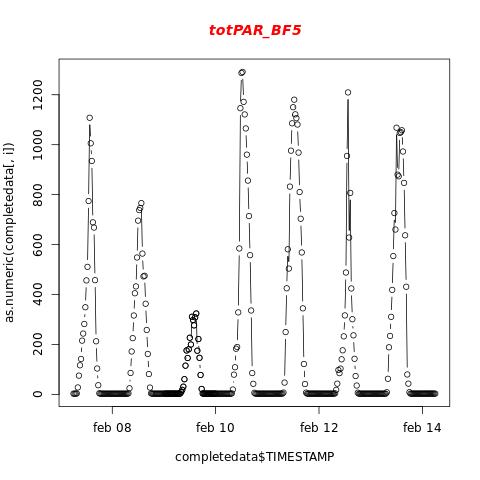 totPAR_BF5
as.numeric(completedata[, i])
1200
1000
800
600
400
200
0
feb 08
feb 10
feb 12
feb 14
completedata$TIMESTAMP